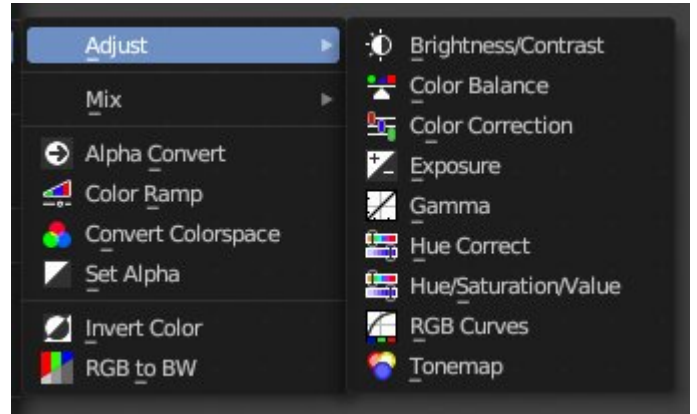 Adjust
Mix
Alpha Convert
Color Ramp
Convert Colorspace
Set Alpha
Invert Color
RGB to BW
Brightness/Contrast
Color Balance
Color Correction
Exposure
Gamma
Hue Correct
Hue/Saturation/Value
RGB Curves
Tonemap